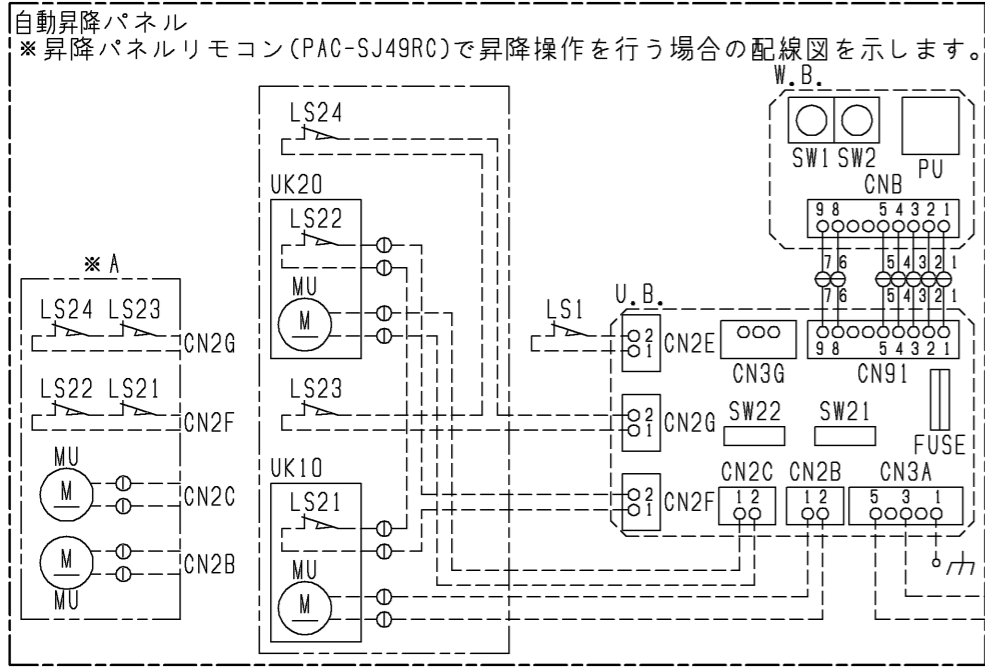 自動昇降パネル
※昇降パネルリモコン(PAC-SJ49RC)で昇降操作を行う場合の配線図を示します。
W.B.
SW1 SW2 PU
CNB
9 8 5 4 3 2 1
7 6 5 4 3 2 1
7 6 5 4 3 2 1
9 8 5 4 3 2 1
CN91
U.B.
LS1
2
1
CN2E
CN3G
FUSE
SW22 SW21
2
1
CN2G
2
1
CN2F
CN2C CN2B CN3A
1 2 1 2 5 3 1
LS24
UK20
LS22
MU
M
LS23
UK10
LS21
MU
M
※A
LS24 LS23
CN2G
LS22 LS21
CN2F
MU
M
CN2C
M
CN2B
MU